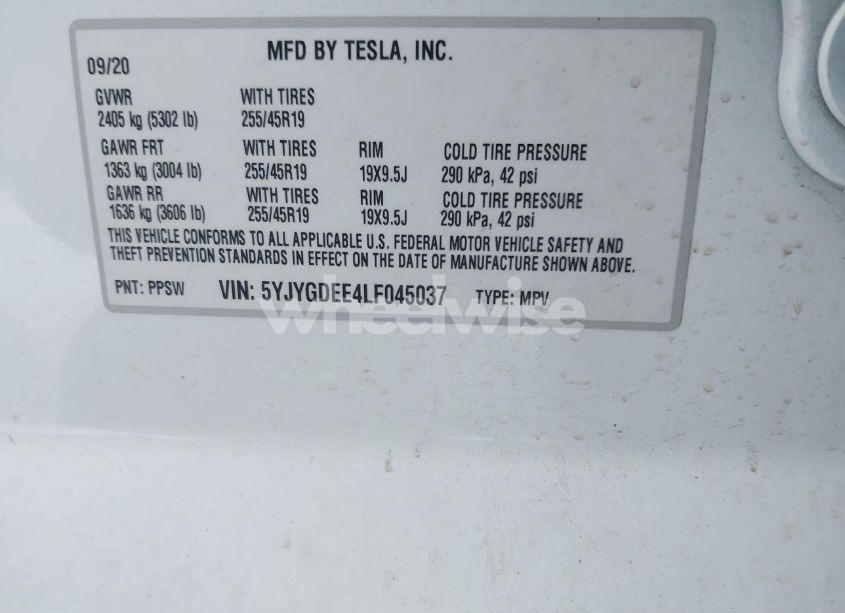 MFD BY TESLA, INC.
09/20
GVWR WITH TIRES
2405 kg (5302 lb) 255/45R19
GAWR FRT WITH TIRES RIM COLD TIRE PRESSURE
1363 kg (3004 lb) 255/45R19 19X9.5J 290 kPa, 42 psi
GAWR RR WITH TIRES RIM COLD TIRE PRESSURE
1636 kg (3606 lb) 255/45R19 19X9.5J 290 kPa, 42 psi
THIS VEHICLE CONFORMS TO ALL APPLICABLE U.S. FEDERAL MOTOR VEHICLE SAFETY AND
THEFT PREVENTION STANDARDS IN EFFECT ON THE DATE OF MANUFACTURE SHOWN ABOVE.
PNT: PPSW VIN: 5YJYGDEE4LF045037 TYPE: MPV
wheelwise